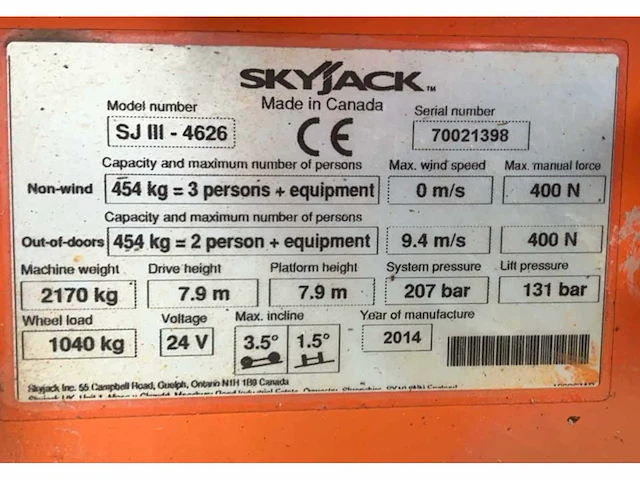 SKYJACK™
Made in Canada
Model number
SJ III - 4626
CE
Serial number
70021398
Capacity and maximum number of persons
Max. wind speed
Max. manual force
Non-wind
454 kg = 3 persons + equipment
0 m/s
400 N
Capacity and maximum number of persons
Out-of-doors
454 kg = 2 person + equipment
9.4 m/s
400 N
Machine weight
Drive height
Platform height
System pressure
Lift pressure
2170 kg
7.9 m
7.9 m
207 bar
131 bar
Wheel load
Voltage
Max. incline
Year of manufacture
1040 kg
24 V
3.5°
1.5°
2014
Skyjack Inc. 55 Campbell Road, Guelph, Ontario N1H 1B9 Canada